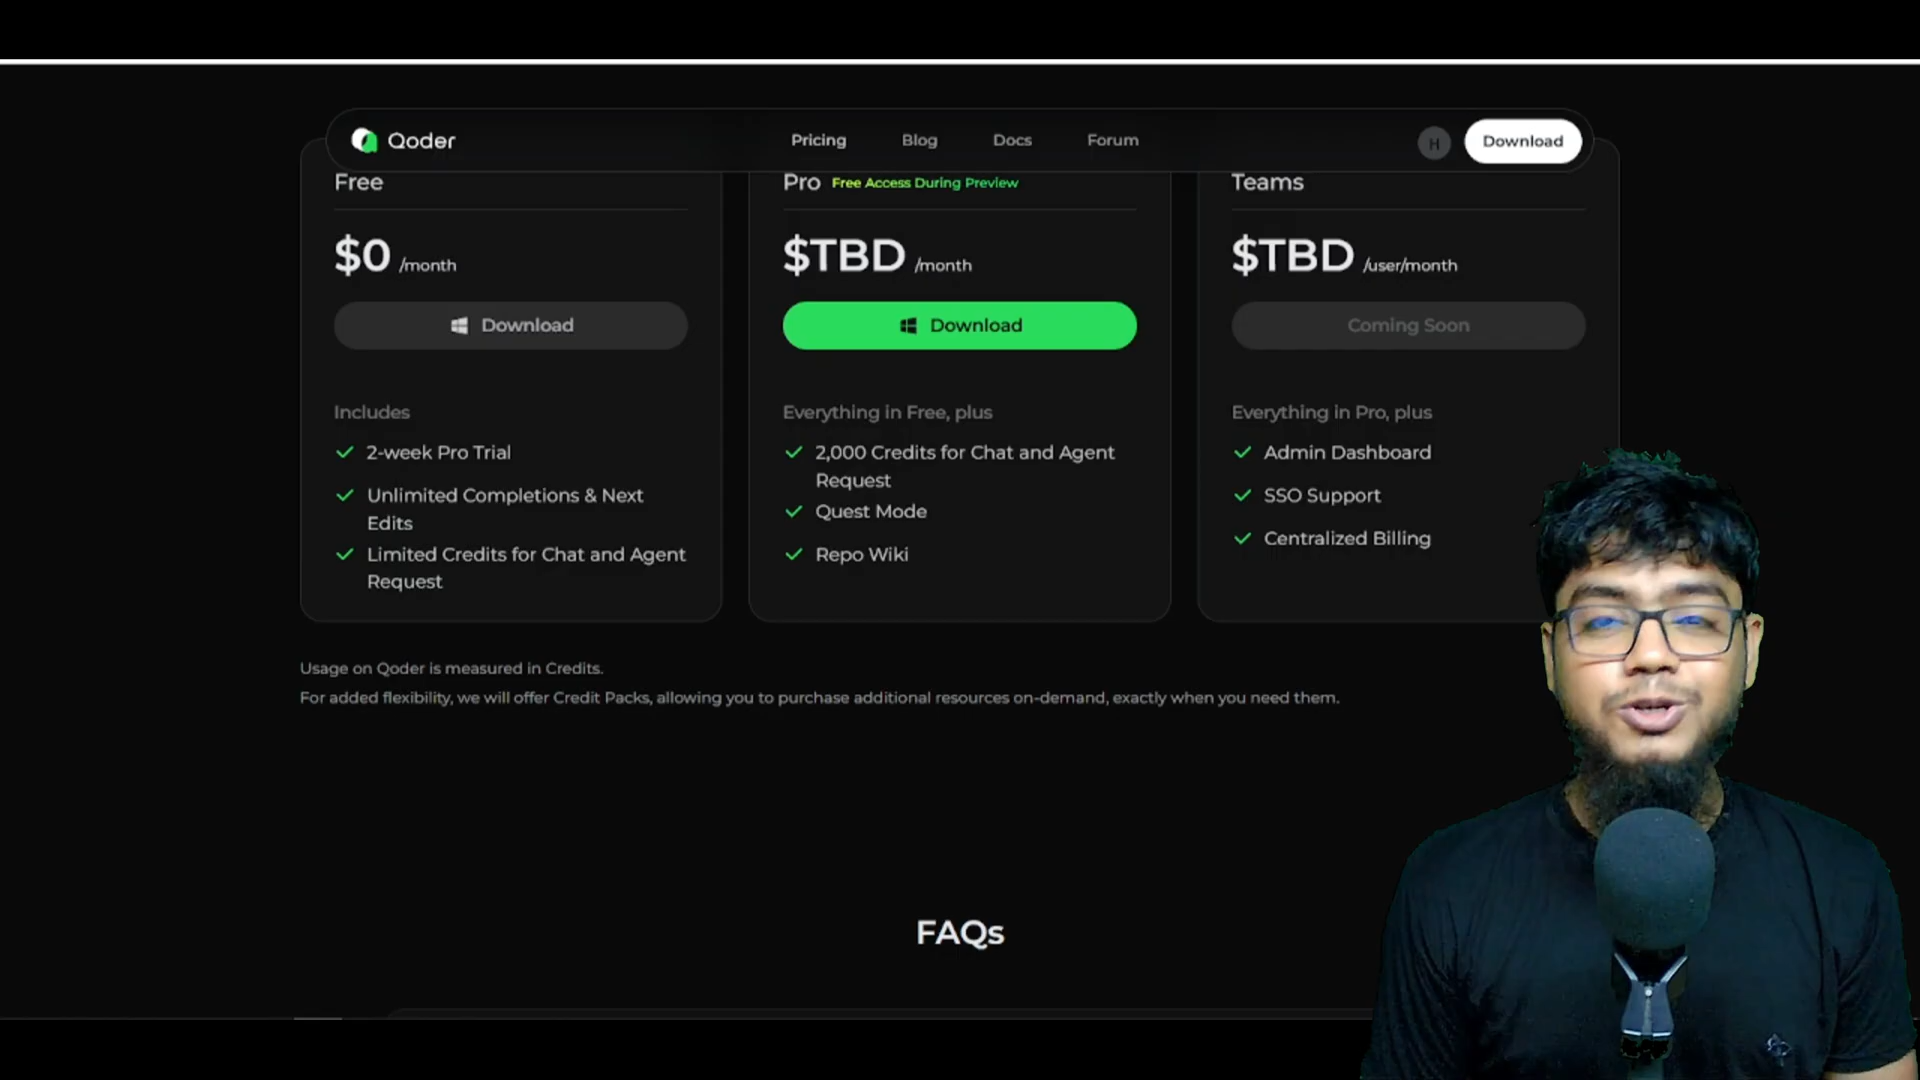 Qoder
Pricing
Blog
Docs
Forum
H
Download
Free
$0 /month
Download
Includes
2-week Pro Trial
Unlimited Completions & Next
Edits
Limited Credits for Chat and Agent
Request
Pro Free Access During Preview
$TBD /month
Download
Everything in Free, plus
2,000 Credits for Chat and Agent
Request
Quest Mode
Repo Wiki
Teams
$TBD /user/month
Coming Soon
Everything in Pro, plus
Admin Dashboard
SSO Support
Centralized Billing
Usage on Qoder is measured in Credits.
For added flexibility, we will offer Credit Packs, allowing you to purchase additional resources on-demand, exactly when you need them.
FAQs